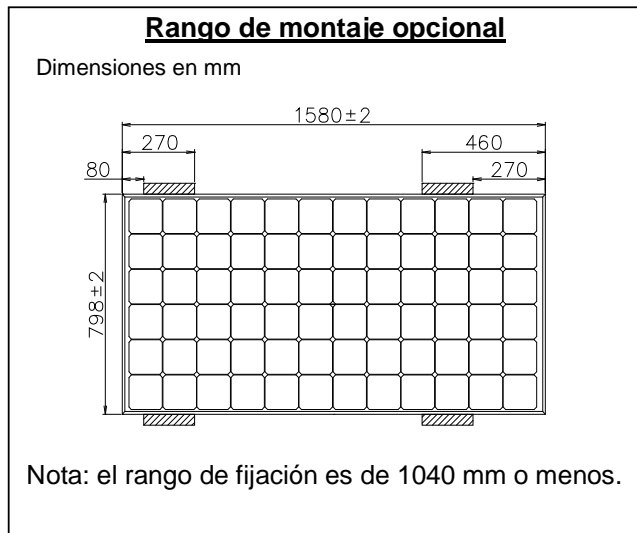 Rango de montaje opcional
Dimensiones en mm
1580±2
270
460
80
270
798±2
Nota: el rango de fijación es de 1040 mm o menos.